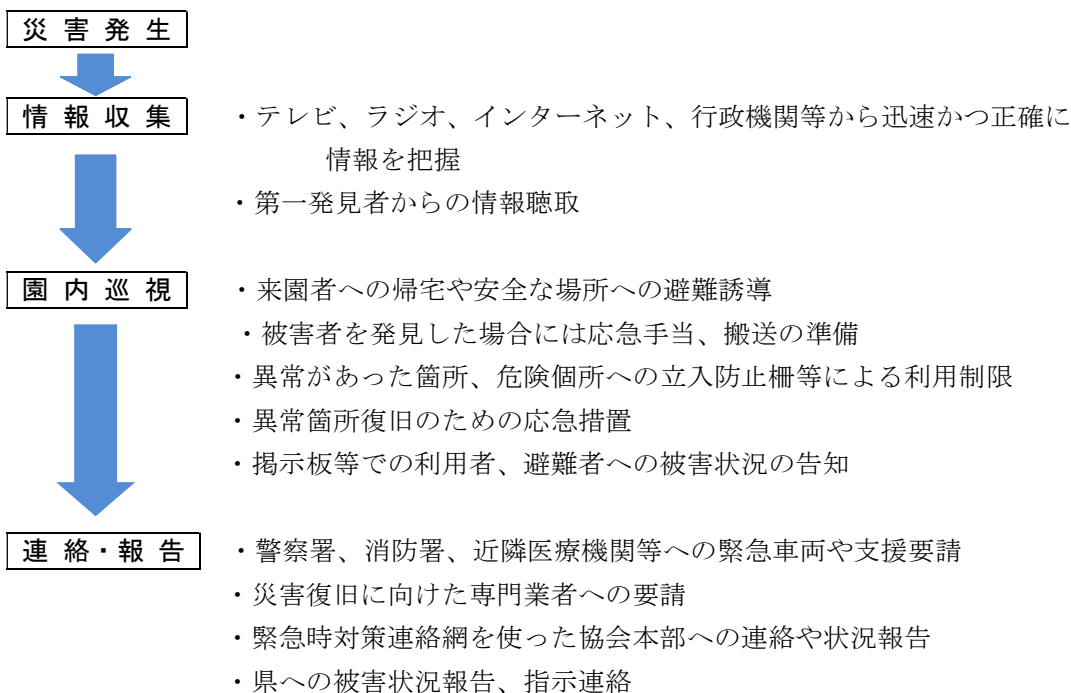 災害発生
情報収集
・テレビ、ラジオ、インターネット、行政機関等から迅速かつ正確に
情報を把握
・第一発見者からの情報聴取
園内巡視
・来園者への帰宅や安全な場所への避難誘導
・被害者を発見した場合には応急手当、搬送の準備
・異常があった箇所、危険個所への立入防止柵等による利用制限
・異常箇所復旧のための応急措置
・掲示板等での利用者、避難者への被害状況の告知
連絡・報告
・警察署、消防署、近隣医療機関等への緊急車両や支援要請
・災害復旧に向けた専門業者への要請
・緊急時対策連絡網を使った協会本部への連絡や状況報告
・県への被害状況報告、指示連絡